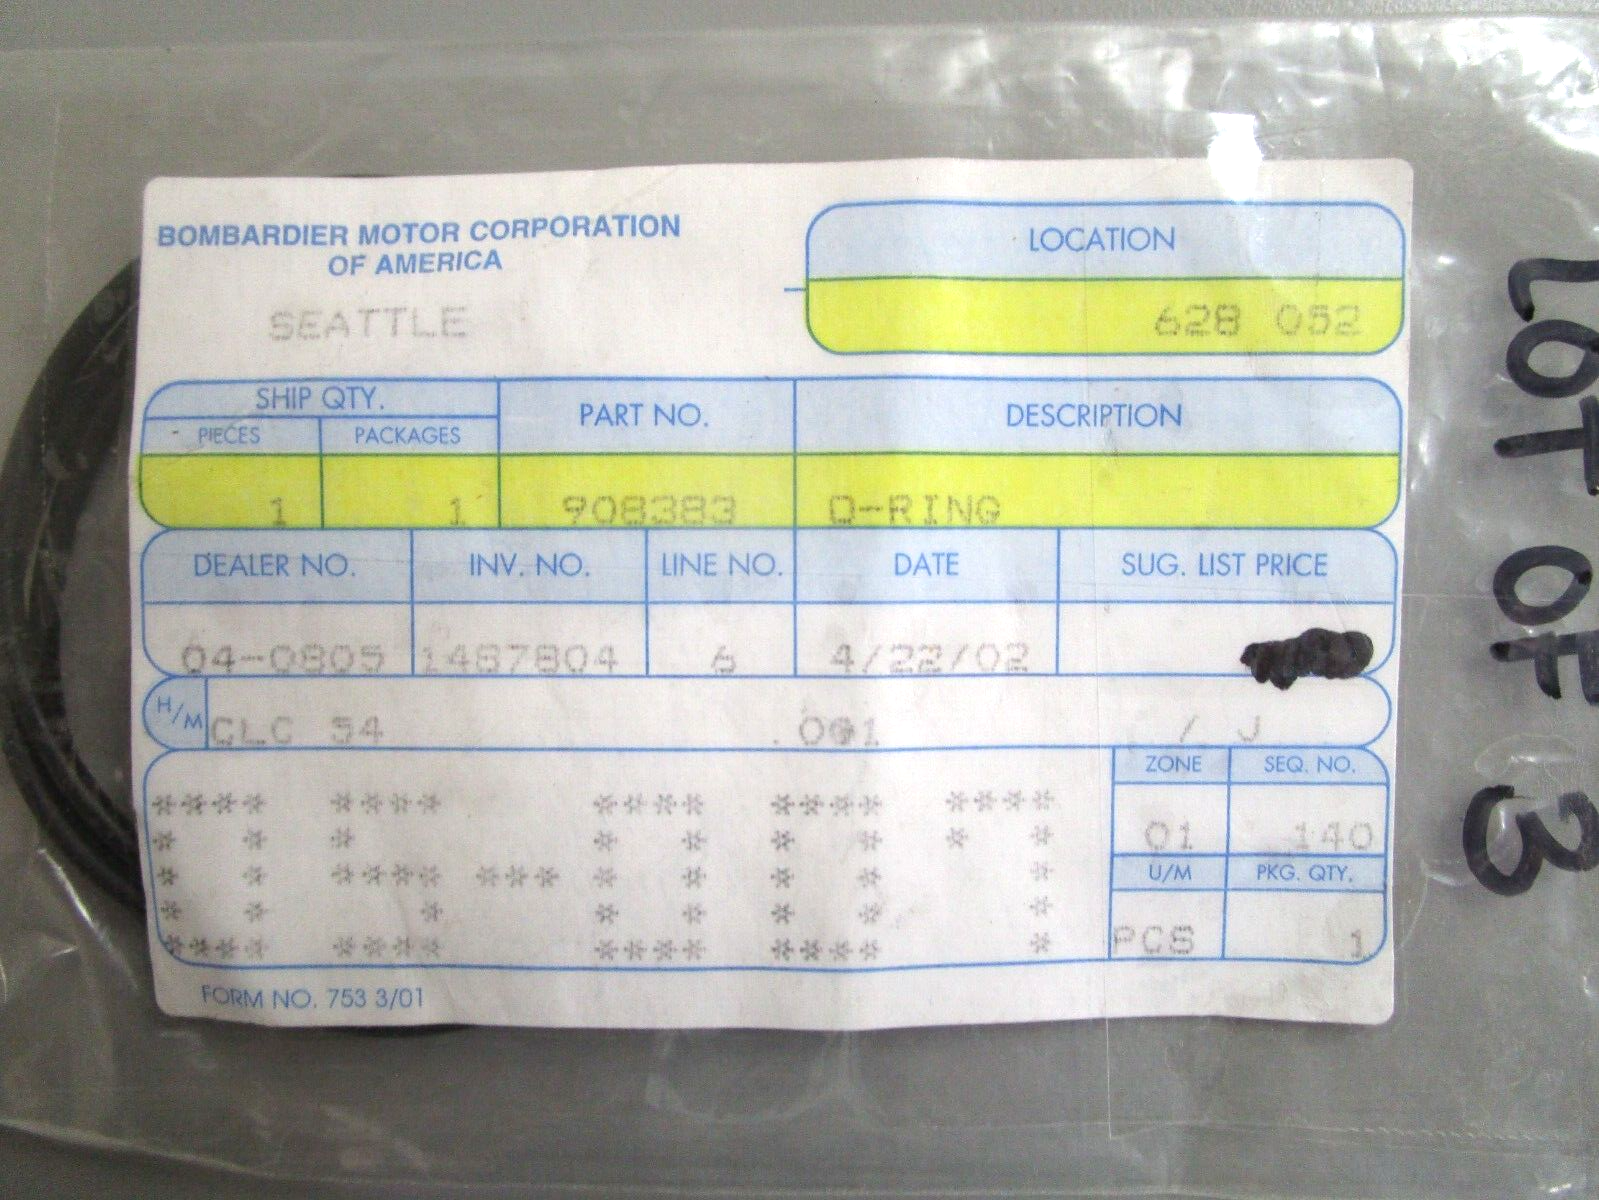 BOMBARDIER MOTOR CORPORATION
OF AMERICA
SEATTLE
LOCATION
628 052
SHIP QTY.
PIECES PACKAGES
PART NO.
DESCRIPTION
1 1 908383 O-RING
DEALER NO. INV. NO. LINE NO. DATE SUG. LIST PRICE
04-0805 1487804 6 4/22/02
H/M CLC 54 .001 / J
ZONE SEQ. NO.
01 140
U/M PKG. QTY.
PCS 1
FORM NO. 753 3/01
LOT OF 3